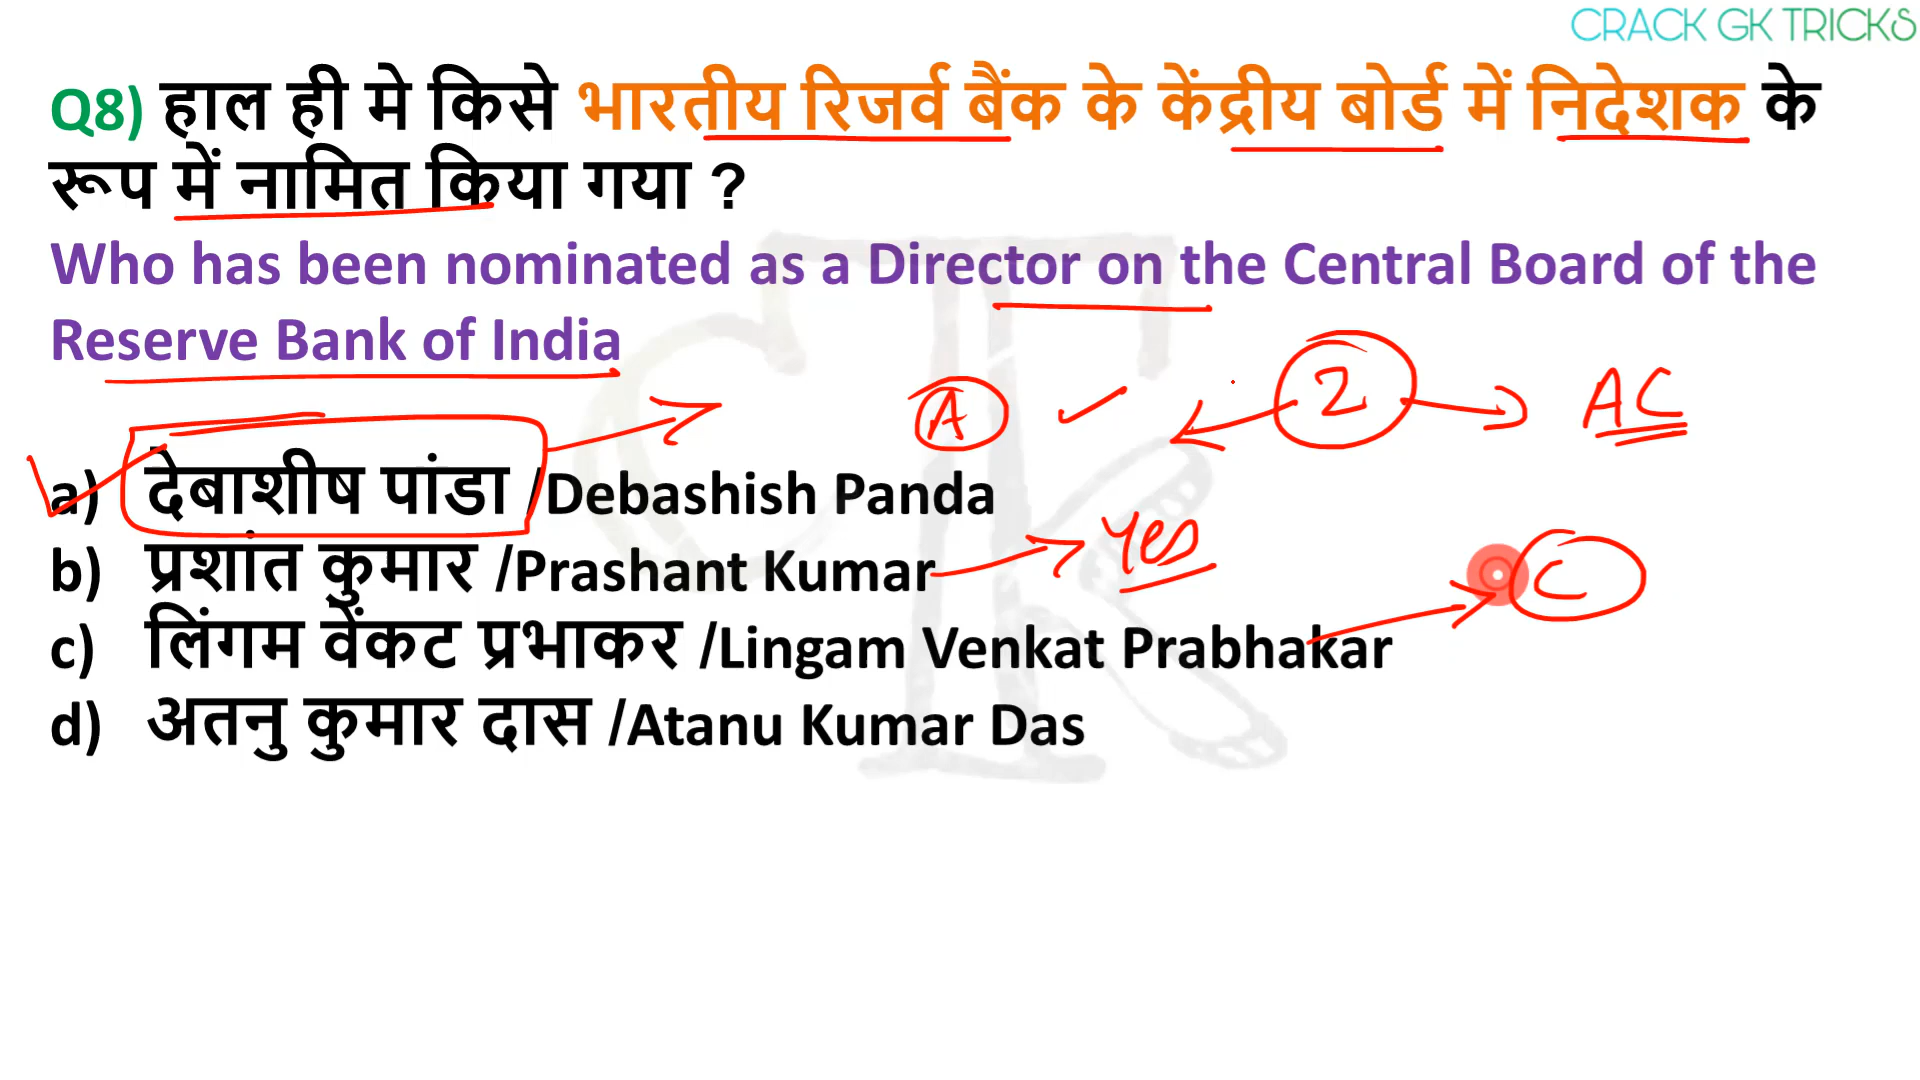 CRACK GK TRICKS
Q8) हाल ही मे किसे भारतीय रिजर्व बैंक के केंद्रीय बोर्ड में निदेशक के
रूप में नामित किया गया ?
Who has been nominated as a Director on the Central Board of the
Reserve Bank of India
A 2 AC
a) देबाशीष पांडा /Debashish Panda
Yes
b) प्रशांत कुमार /Prashant Kumar
C
c) लिंगम वेंकट प्रभाकर /Lingam Venkat Prabhakar
d) अतनु कुमार दास /Atanu Kumar Das